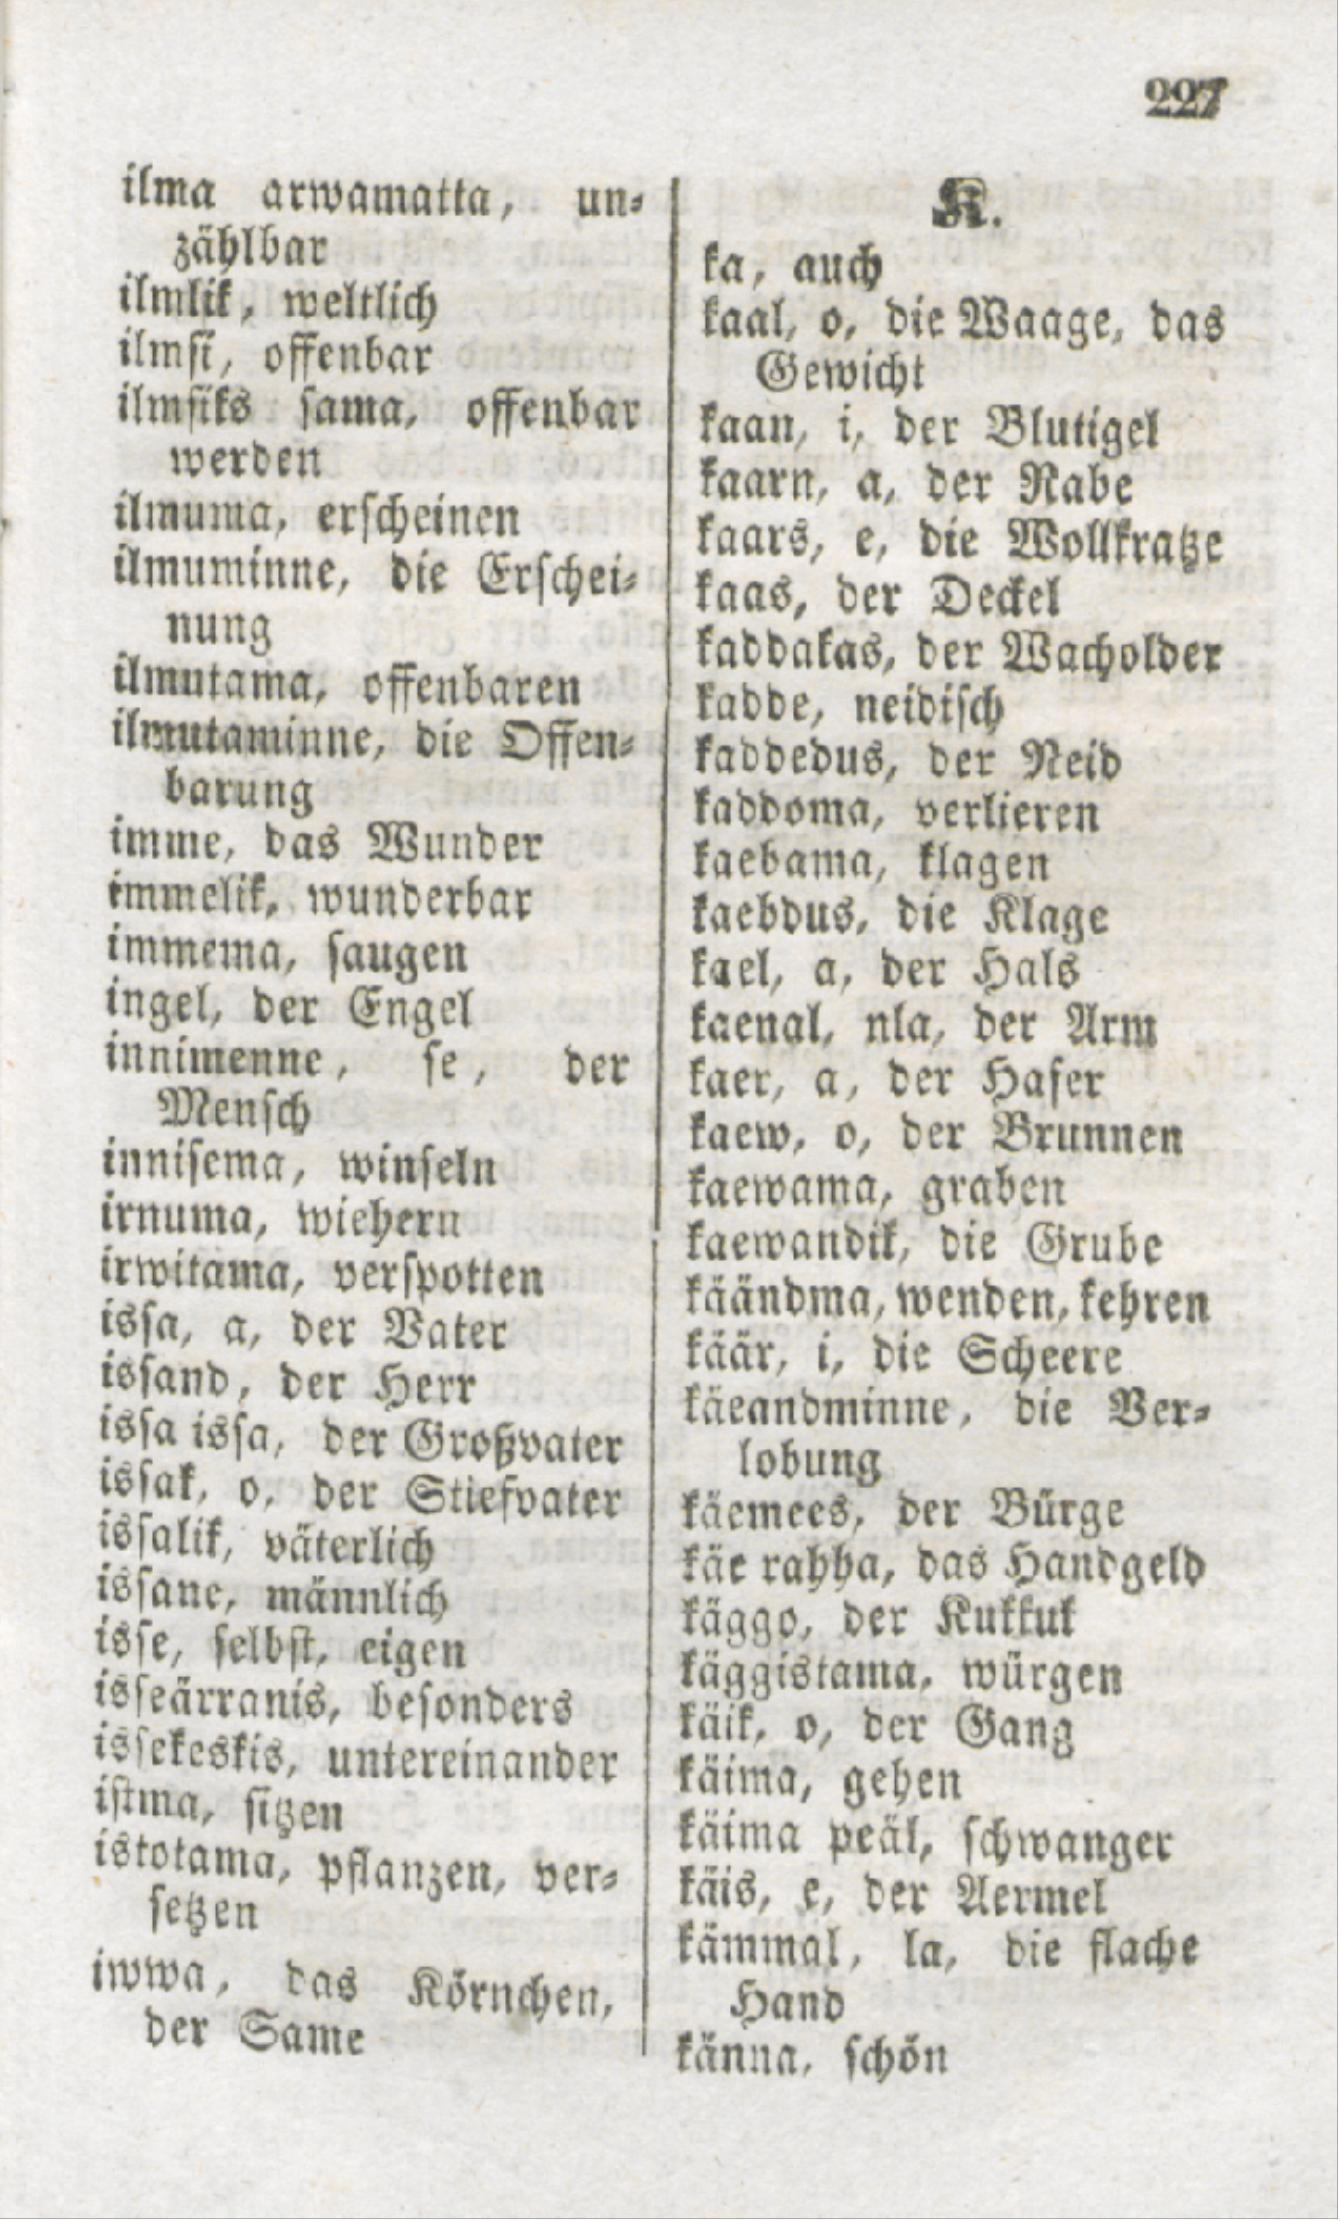 227
ilma arwamatta, un⸗
zählbar
ilmlik, weltlich
ilmsi, offenbar
ilmsiks sama, offenbar
werden
ilmuma, erscheinen
ilmuminne, die Erschei⸗
nung
ilmutama, offenbaren
ilmutaminne, die Offen⸗
barung
imme, das Wunder
immelik, wunderbar
immema, saugen
ingel, der Engel
innimenne, se, der
Mensch
innisema, winseln
irnuma, wiehern
irwitama, verspotten
issa, a, der Vater
issand, der Herr
issa issa, der Großvater
issak, o, der Stiefvater
issalik, väterlich
issane, männlich
isse, selbst, eigen
isseärranis, besonders
issekeskis, untereinander
istma, sitzen
istotama, pflanzen, ver⸗
setzen
iwwa, das Körnchen,
der Same
K.
ka, auch
kaal, o, die Waage, das
Gewicht
kaan, i, der Blutigel
kaarn, a, der Rabe
kaars, e, die Wollkratze
kaas, der Deckel
kaddakas, der Wacholder
kadde, neidisch
kaddedus, der Neid
kaddoma, verlieren
kaebama, klagen
kaebdus, die Klage
kael, a, der Hals
kaenal, nla, der Arm
kaer, a, der Hafer
kaew, o, der Brunnen
kaewama, graben
kaewandik, die Grube
käändma, wenden, kehren
käär, i, die Scheere
käeandminne, die Ver⸗
lobung
käemees, der Bürge
käe rahha, das Handgeld
käggo, der Kukkuk
käggistama, würgen
käik, o, der Gang
käima, gehen
käima peäl, schwanger
käis, e, der Aermel
kämmal, la, die flache
Hand
känna, schön